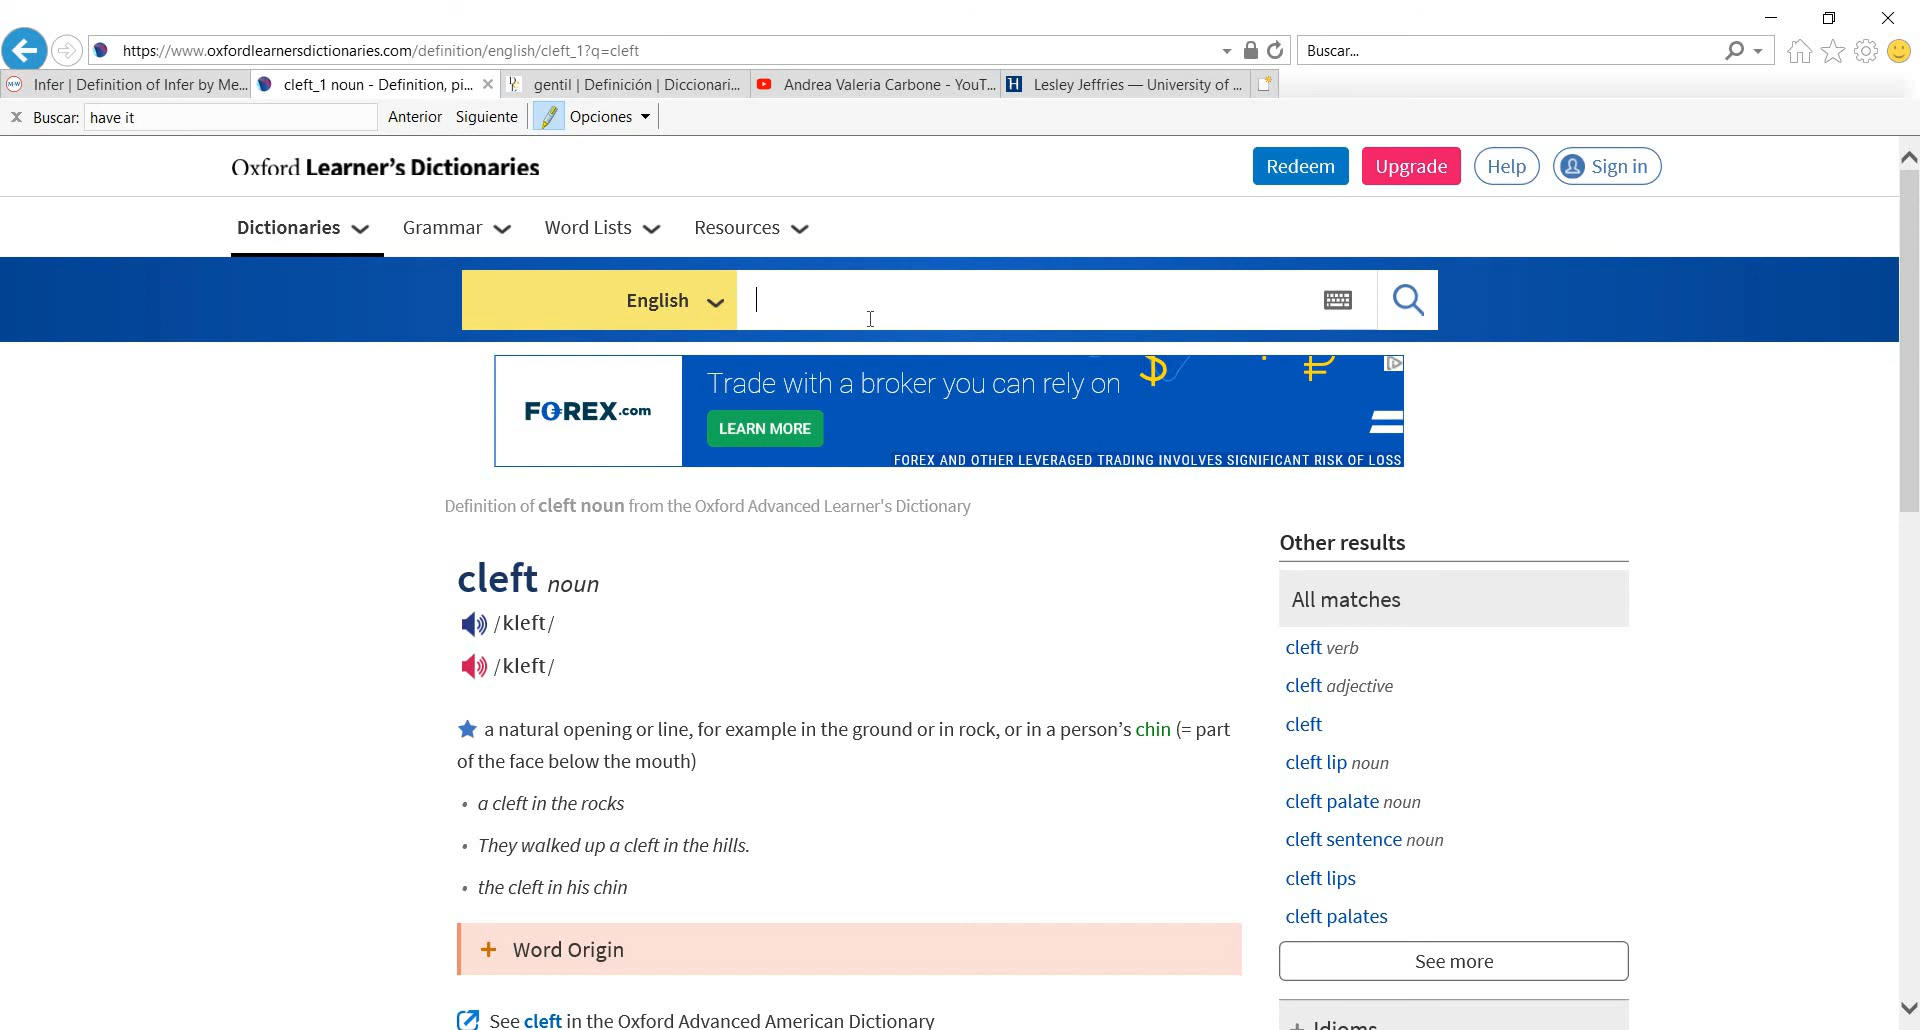 https://www.oxfordlearnersdictionaries.com/definition/english/cleft_1?q=cleft
Buscar...
Infer | Definition of Infer by Me...
cleft_1 noun - Definition, pi...
gentil | Definición | Diccionari...
Andrea Valeria Carbone - YouT...
Lesley Jeffries — University of ...
Buscar: have it
Anterior Siguiente
Opciones
Oxford Learner's Dictionaries
Redeem
Upgrade
Help
Sign in
Dictionaries
Grammar
Word Lists
Resources
English
FOREX.com
Trade with a broker you can rely on
LEARN MORE
FOREX AND OTHER LEVERAGED TRADING INVOLVES SIGNIFICANT RISK OF LOSS
Definition of cleft noun from the Oxford Advanced Learner's Dictionary
cleft noun
/kleft/
/kleft/
a natural opening or line, for example in the ground or in rock, or in a person's chin (= part
of the face below the mouth)
• a cleft in the rocks
• They walked up a cleft in the hills.
• the cleft in his chin
+ Word Origin
See cleft in the Oxford Advanced American Dictionary
Other results
All matches
cleft verb
cleft adjective
cleft
cleft lip noun
cleft palate noun
cleft sentence noun
cleft lips
cleft palates
See more
+ Idioms